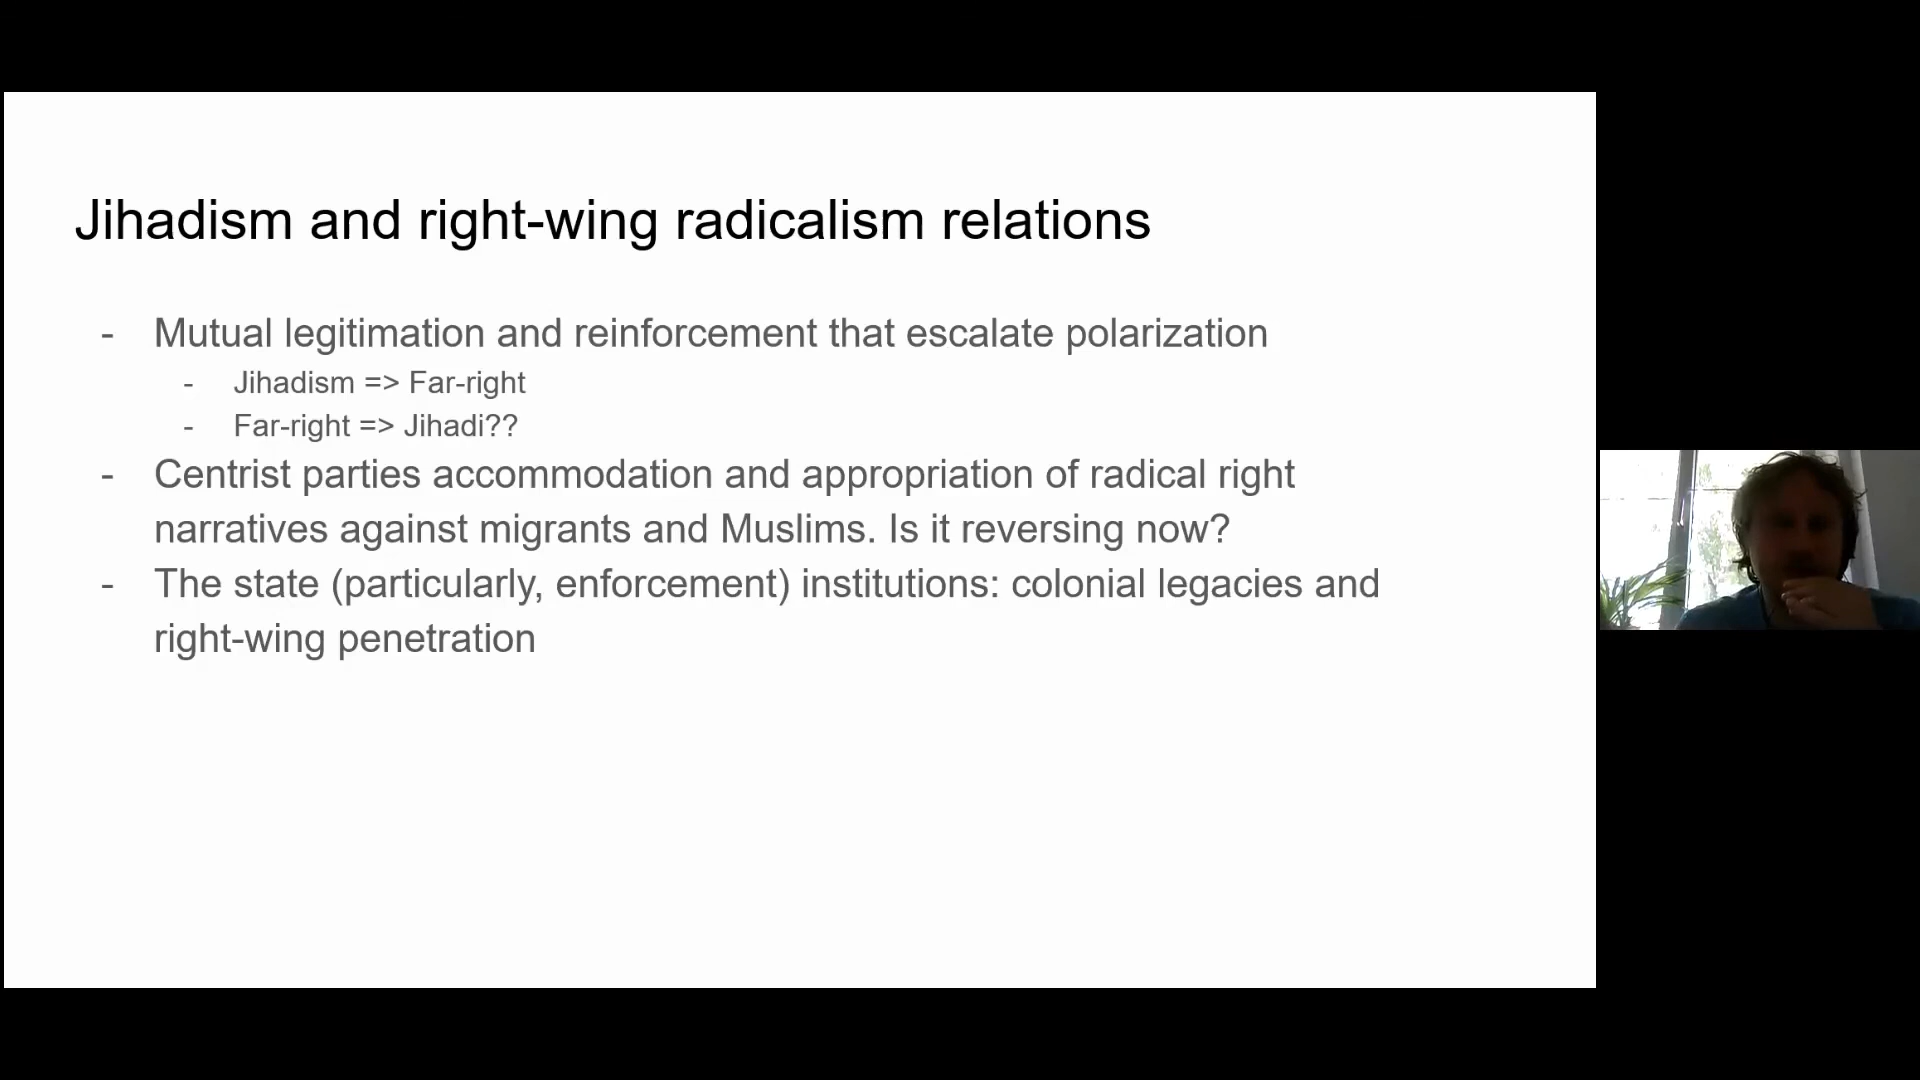 Jihadism and right-wing radicalism relations
- Mutual legitimation and reinforcement that escalate polarization
- Jihadism => Far-right
- Far-right => Jihadi??
- Centrist parties accommodation and appropriation of radical right
narratives against migrants and Muslims. Is it reversing now?
- The state (particularly, enforcement) institutions: colonial legacies and
right-wing penetration